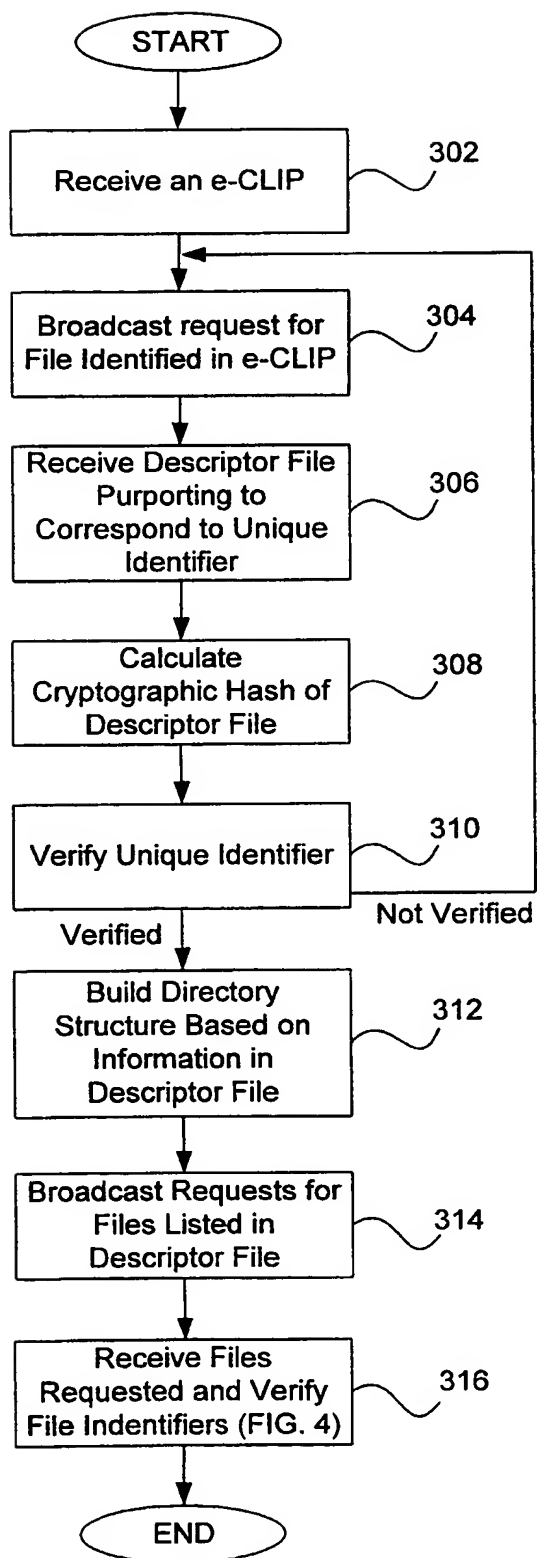 START
Receive an e-CLIP
302
Broadcast request for
File Identified in e-CLIP
304
Receive Descriptor File
Purporting to
Correspond to Unique
Identifier
306
Calculate
Cryptographic Hash of
Descriptor File
308
Verify Unique Identifier
310
Not Verified
Verified
Build Directory
Structure Based on
Information in
Descriptor File
312
Broadcast Requests for
Files Listed in
Descriptor File
314
Receive Files
Requested and Verify
File Indentifiers (FIG. 4)
316
END